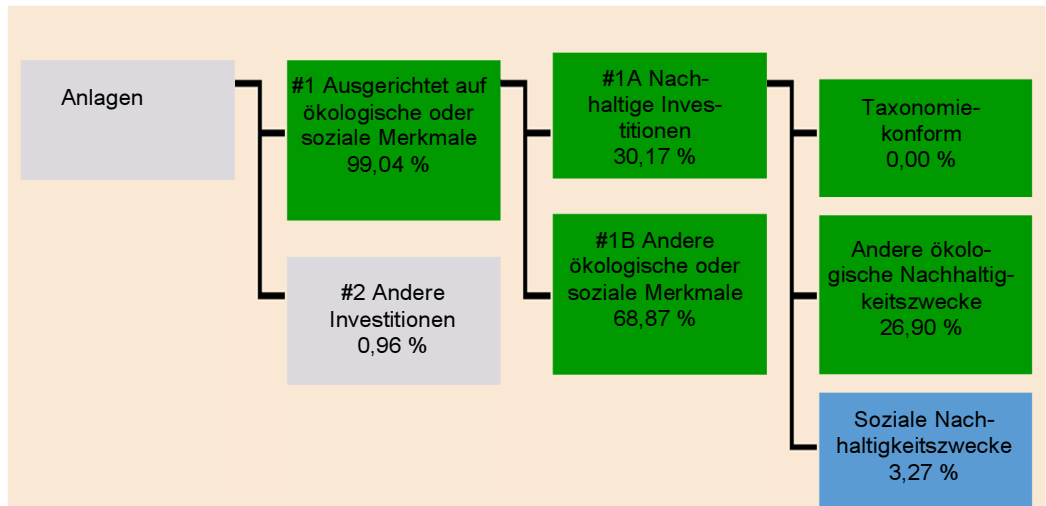 Anlagen
#1 Ausgerichtet auf
ökologische oder
soziale Merkmale
99,04 %
#2 Andere
Investitionen
0,96 %
#1A Nach-
haltige Inves-
titionen
30,17 %
#1B Andere
ökologische oder
soziale Merkmale
68,87 %
Taxonomie-
konform
0,00 %
Andere ökolo-
gische Nachhaltig-
keitszwecke
26,90 %
Soziale Nach-
haltigkeitszwecke
3,27 %